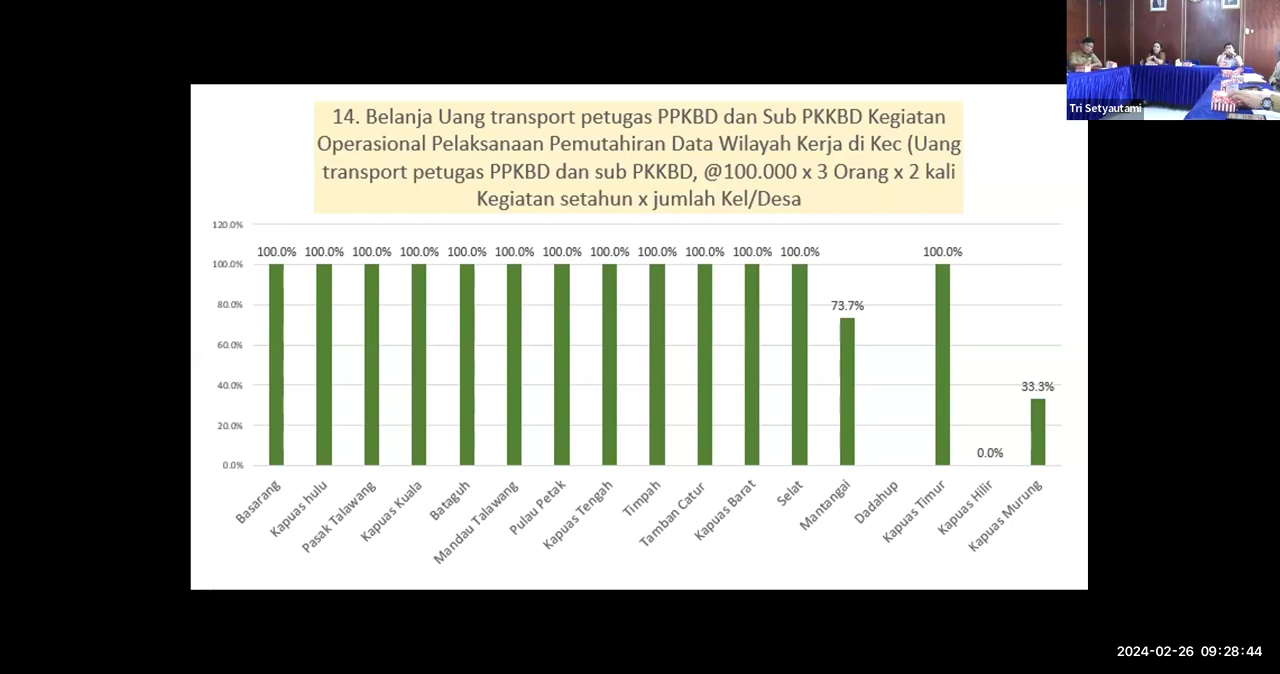 Tri Setyautami
14. Belanja Uang transport petugas PPKBD dan Sub PKKBD Kegiatan
Operasional Pelaksanaan Pemutahiran Data Wilayah Kerja di Kec (Uang
transport petugas PPKBD dan sub PKKBD, @100.000 x 3 Orang x 2 kali
Kegiatan setahun x jumlah Kel/Desa
120.0%
100.0%
80.0%
60.0%
40.0%
20.0%
0.0%
100.0% 100.0% 100.0% 100.0% 100.0% 100.0% 100.0% 100.0% 100.0% 100.0% 100.0% 100.0% 73.7% 100.0% 0.0% 33.3%
Basarang
Kapuas hulu
Pasak Talawang
Kapuas Kuala
Bataguh
Mandau Talawang
Pulau Petak
Kapuas Tengah
Timpah
Tamban Catur
Kapuas Barat
Selat
Mantangai
Dadahup
Kapuas Timur
Kapuas Hilir
Kapuas Murung
2024-02-26 09:28:44